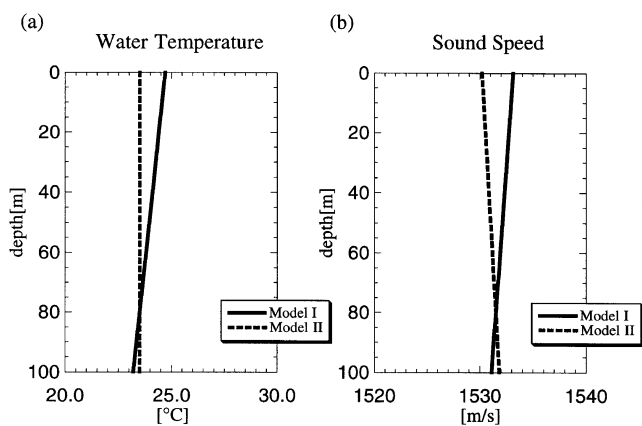 (a)
Water Temperature
0
20
40
60
80
100
depth[m]
20.0 25.0 30.0
[°C]
Model I
Model II
(b)
Sound Speed
0
20
40
60
80
100
depth[m]
1520 1530 1540
[m/s]
Model I
Model II